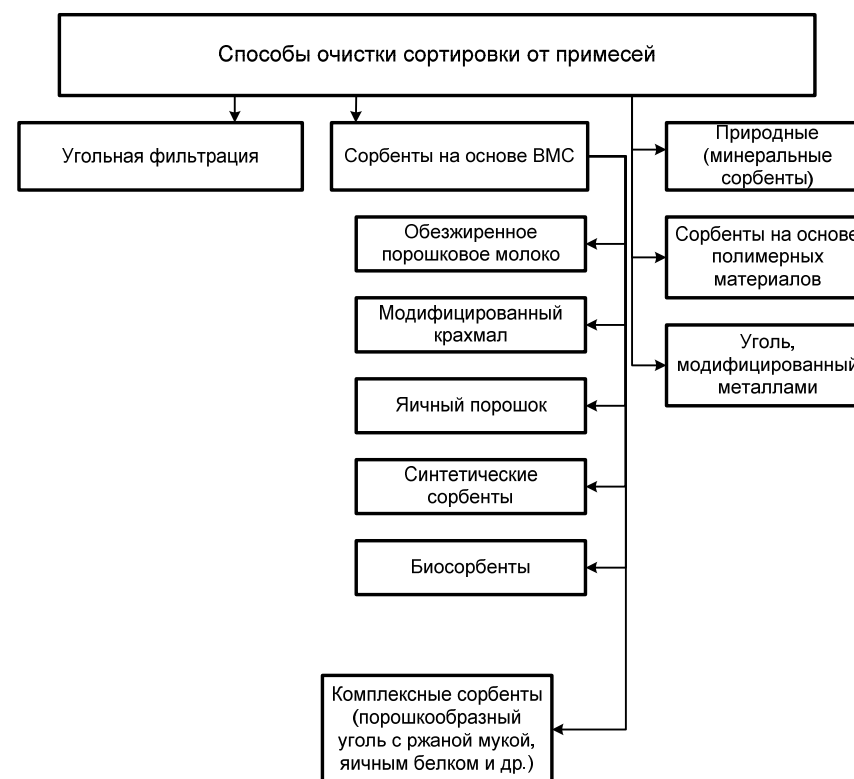 Способы очистки сортировки от примесей
Угольная фильтрация
Сорбенты на основе ВМС
Природные
(минеральные
сорбенты)
Обезжиренное
порошковое молоко
Сорбенты на основе
полимерных
материалов
Модифицированный
крахмал
Уголь,
модифицированный
металлами
Яичный порошок
Синтетические
сорбенты
Биосорбенты
Комплексные сорбенты
(порошкообразный
уголь с ржаной мукой,
яичным белком и др.)